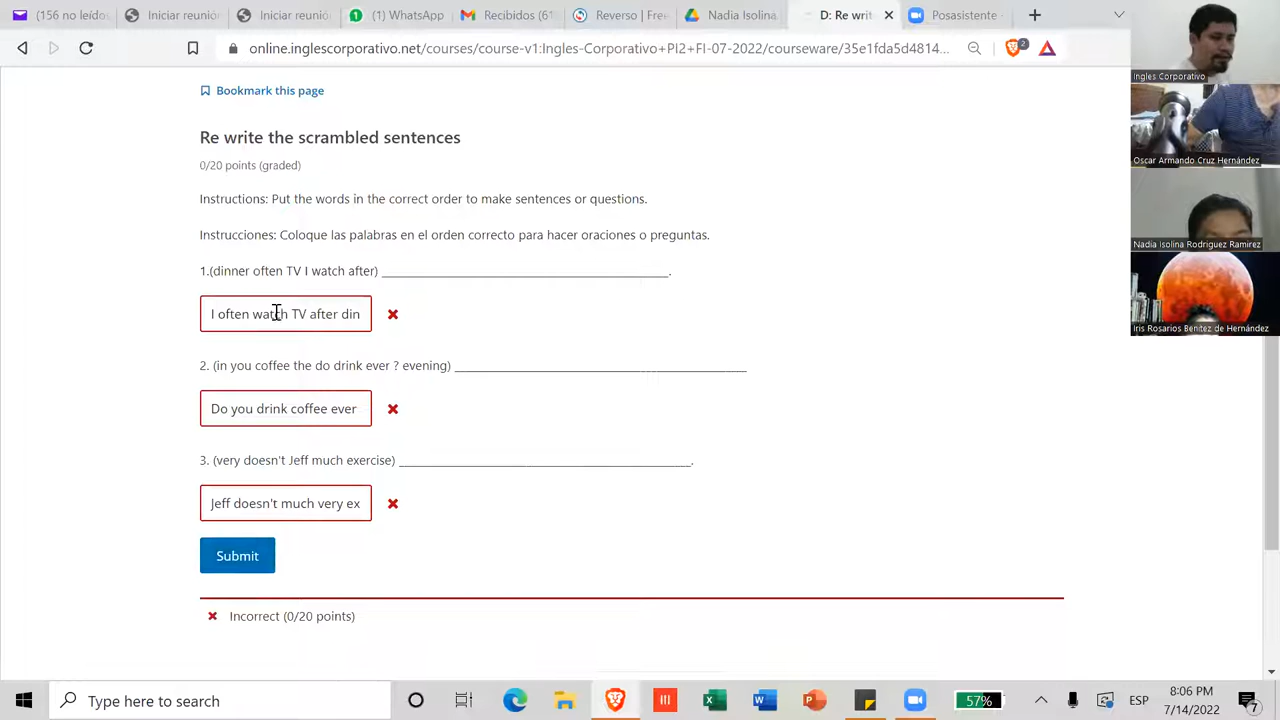 (156 no leídos
Iniciar reunió
Iniciar reunió
(1) WhatsApp
Recibidos (61
Reverso | Free
Nadia Isolina
D: Re writ
Posasistente
online.inglescorporativo.net/courses/course-v1:Ingles-Corporativo+PI2+FI-07-2022/courseware/35e1fda5d4814...
2
Ingles Corporativo
Oscar Armando Cruz Hernández
Nadia Isolina Rodriguez Ramirez
Iris Rosarios Benitez de Hernández
Bookmark this page
Re write the scrambled sentences
0/20 points (graded)
Instructions: Put the words in the correct order to make sentences or questions.
Instrucciones: Coloque las palabras en el orden correcto para hacer oraciones o preguntas.
1.(dinner often TV I watch after) ____________________________________________.
I often watch TV after din
2. (in you coffee the do drink ever ? evening) ____________________________________________
Do you drink coffee ever
3. (very doesn't Jeff much exercise) ____________________________________________.
Jeff doesn't much very ex
Submit
Incorrect (0/20 points)
Type here to search
57%
ESP
8:06 PM
7/14/2022
7